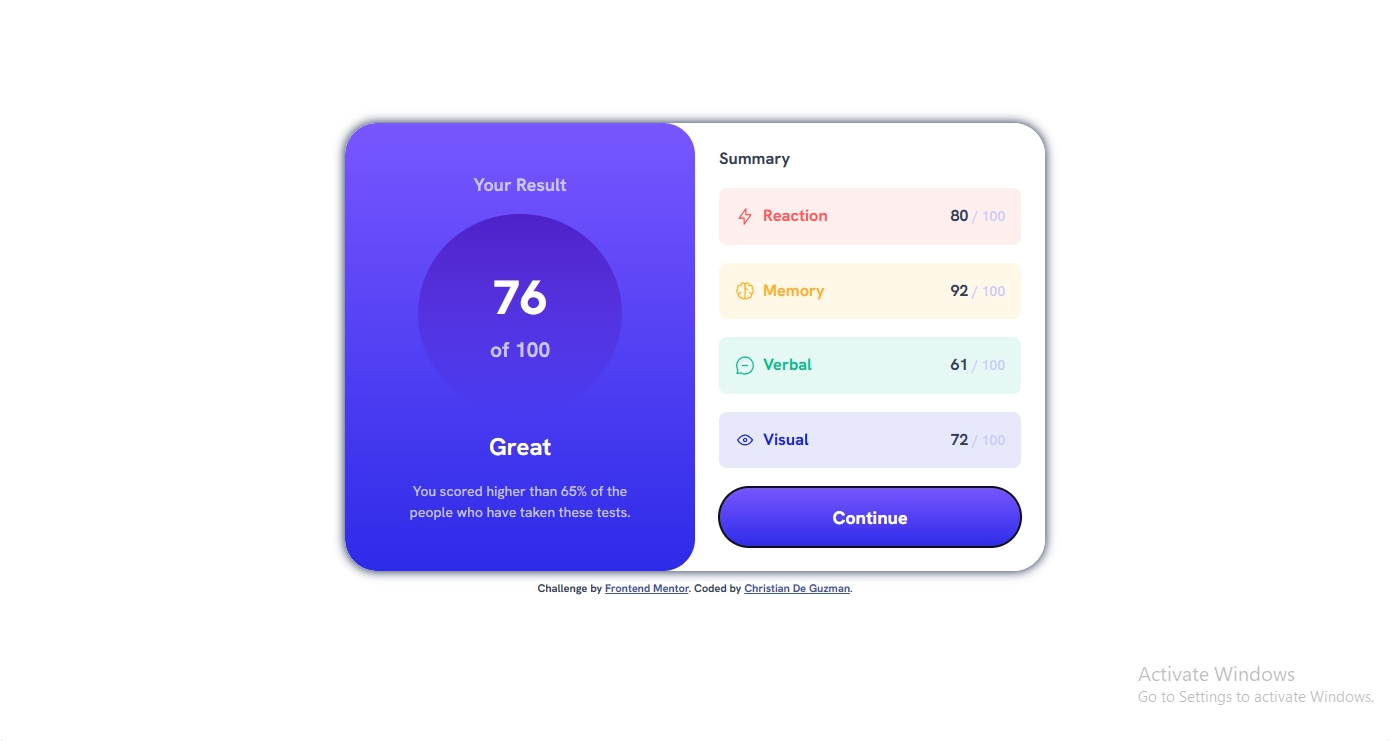 Your Result
76
of 100
Great
You scored higher than 65% of the
people who have taken these tests.
Summary
Reaction 80 / 100
Memory 92 / 100
Verbal 61 / 100
Visual 72 / 100
Continue
Challenge by Frontend Mentor. Coded by Christian De Guzman.
Activate Windows
Go to Settings to activate Windows.